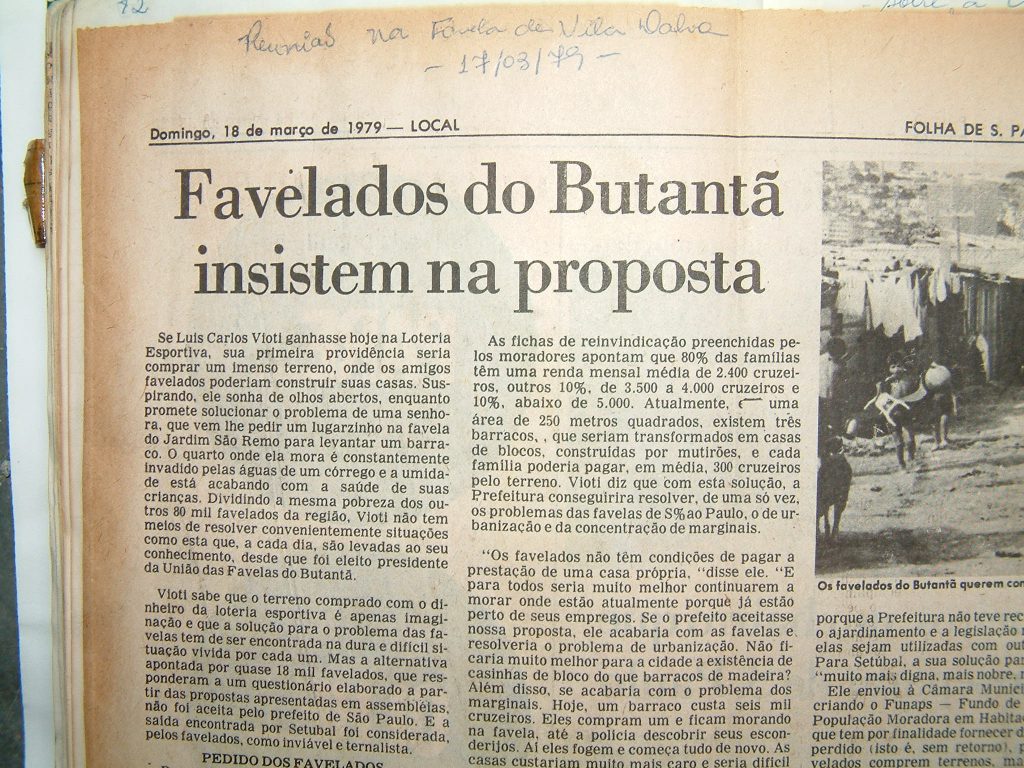 12
Reunião na Favela de Vila Dalva
- 17/03/79 -
Domingo, 18 de março de 1979 — LOCAL
FOLHA DE S. PA
Favelados do Butantã
insistem na proposta
Se Luis Carlos Vioti ganhasse hoje na Loteria
Esportiva, sua primeira providência seria
comprar um imenso terreno, onde os amigos
favelados poderiam construir suas casas. Sus-
pirando, ele sonha de olhos abertos, enquanto
promete solucionar o problema de uma senho-
ra, que vem lhe pedir um lugarzinho na favela
do Jardim São Remo para levantar um barra-
co. O quarto onde ela mora é constantemente
invadido pelas águas de um córrego e a umida-
de está acabando com a saúde de suas
crianças. Dividindo a mesma pobreza dos ou-
tros 80 mil favelados da região, Vioti não tem
meios de resolver convenientemente situações
como esta que, a cada dia, são levadas ao seu
conhecimento, desde que foi eleito presidente
da União das Favelas do Butantã.
Vioti sabe que o terreno comprado com o di-
nheiro da loteria esportiva é apenas imagi-
nação e que a solução para o problema das fa-
velas tem de ser encontrada na dura e difícil si-
tuação vivida por cada um. Mas a alternativa
apontada por quase 18 mil favelados, que res-
ponderam a um questionário elaborado a par-
tir das propostas apresentadas em assembléias,
não foi aceita pelo prefeito de São Paulo. E a
saída encontrada por Setubal foi considerada,
pelos favelados, como inviável e ternalista.
PEDIDO DOS FAVELADOS
As fichas de reinvindicação preenchidas pe-
los moradores apontam que 80% das famílias
têm uma renda mensal média de 2.400 cruzei-
ros, outros 10%, de 3.500 a 4.000 cruzeiros e
10%, abaixo de 5.000. Atualmente, uma
área de 250 metros quadrados, existem três
barracos, , que seriam transformados em casas
de blocos, construídas por mutirões, e cada
família poderia pagar, em média, 300 cruzeiros
pelo terreno. Vioti diz que com esta solução, a
Prefeitura conseguirira resolver, de uma só vez,
os problemas das favelas de S%ao Paulo, o de ur-
banização e da concentração de marginais.
"Os favelados não têm condições de pagar a
prestação de uma casa própria, "disse ele. "E
para todos seria muito melhor continuarem a
morar onde estão atualmente porquê já estão
perto de seus empregos. Se o prefeito aceitasse
nossa proposta, ele acabaria com as favelas e
resolveria o problema de urbanização. Não fi-
caria muito melhor para a cidade a existência de
casinhas de bloco do que barracos de madeira?
Além disso, se acabaria com o problema dos
marginais. Hoje, um barraco custa seis mil
cruzeiros. Eles compram um e ficam morando
na favela, até a polícia descobrir seus escon-
derijos. Aí eles fogem e começa tudo de novo. As
casas custariam muito mais caro e seria difícil
Os favelados do Butantã querem con
porque a Prefeitura não teve rec
o ajardinamento e a legislação
elas sejam utilizadas com out
Para Setúbal, a sua solução pa
"muito mais digna, mais nobre,
Ele enviou à Câmara Munici
criando o Funaps — Fundo de
População Moradora em Habita
que tem por finalidade fornecer d
perdido (isto é, sem retorno),
velados comprem terrenos, ma